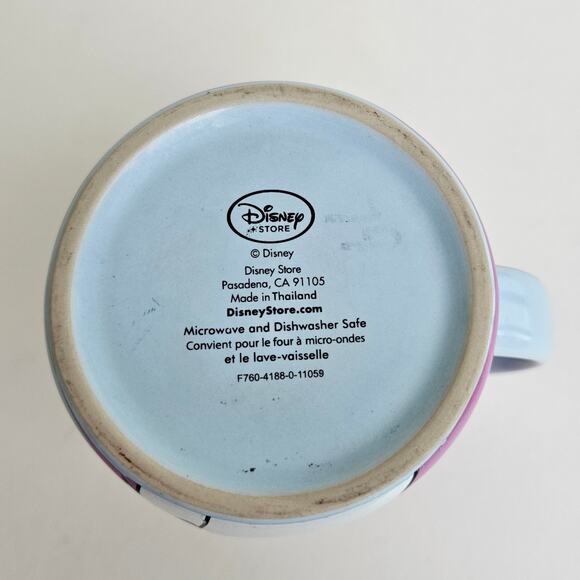 Disney
STORE
© Disney
Disney Store
Pasadena, CA 91105
Made in Thailand
DisneyStore.com
Microwave and Dishwasher Safe
Convient pour le four à micro-ondes
et le lave-vaisselle
F760-4188-0-11059